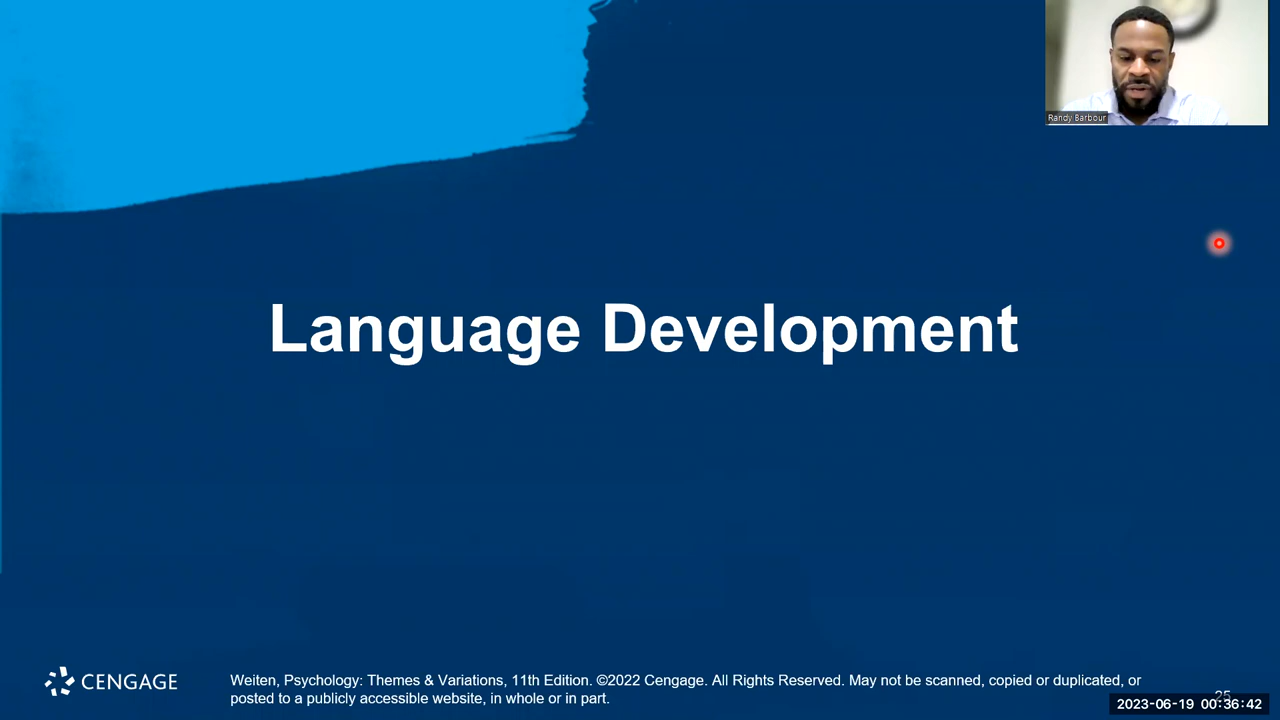 Randy Barbour
Language Development
CENGAGE
Weiten, Psychology: Themes & Variations, 11th Edition. ©2022 Cengage. All Rights Reserved. May not be scanned, copied or duplicated, or
posted to a publicly accessible website, in whole or in part.
25
2023-06-19 00:36:42